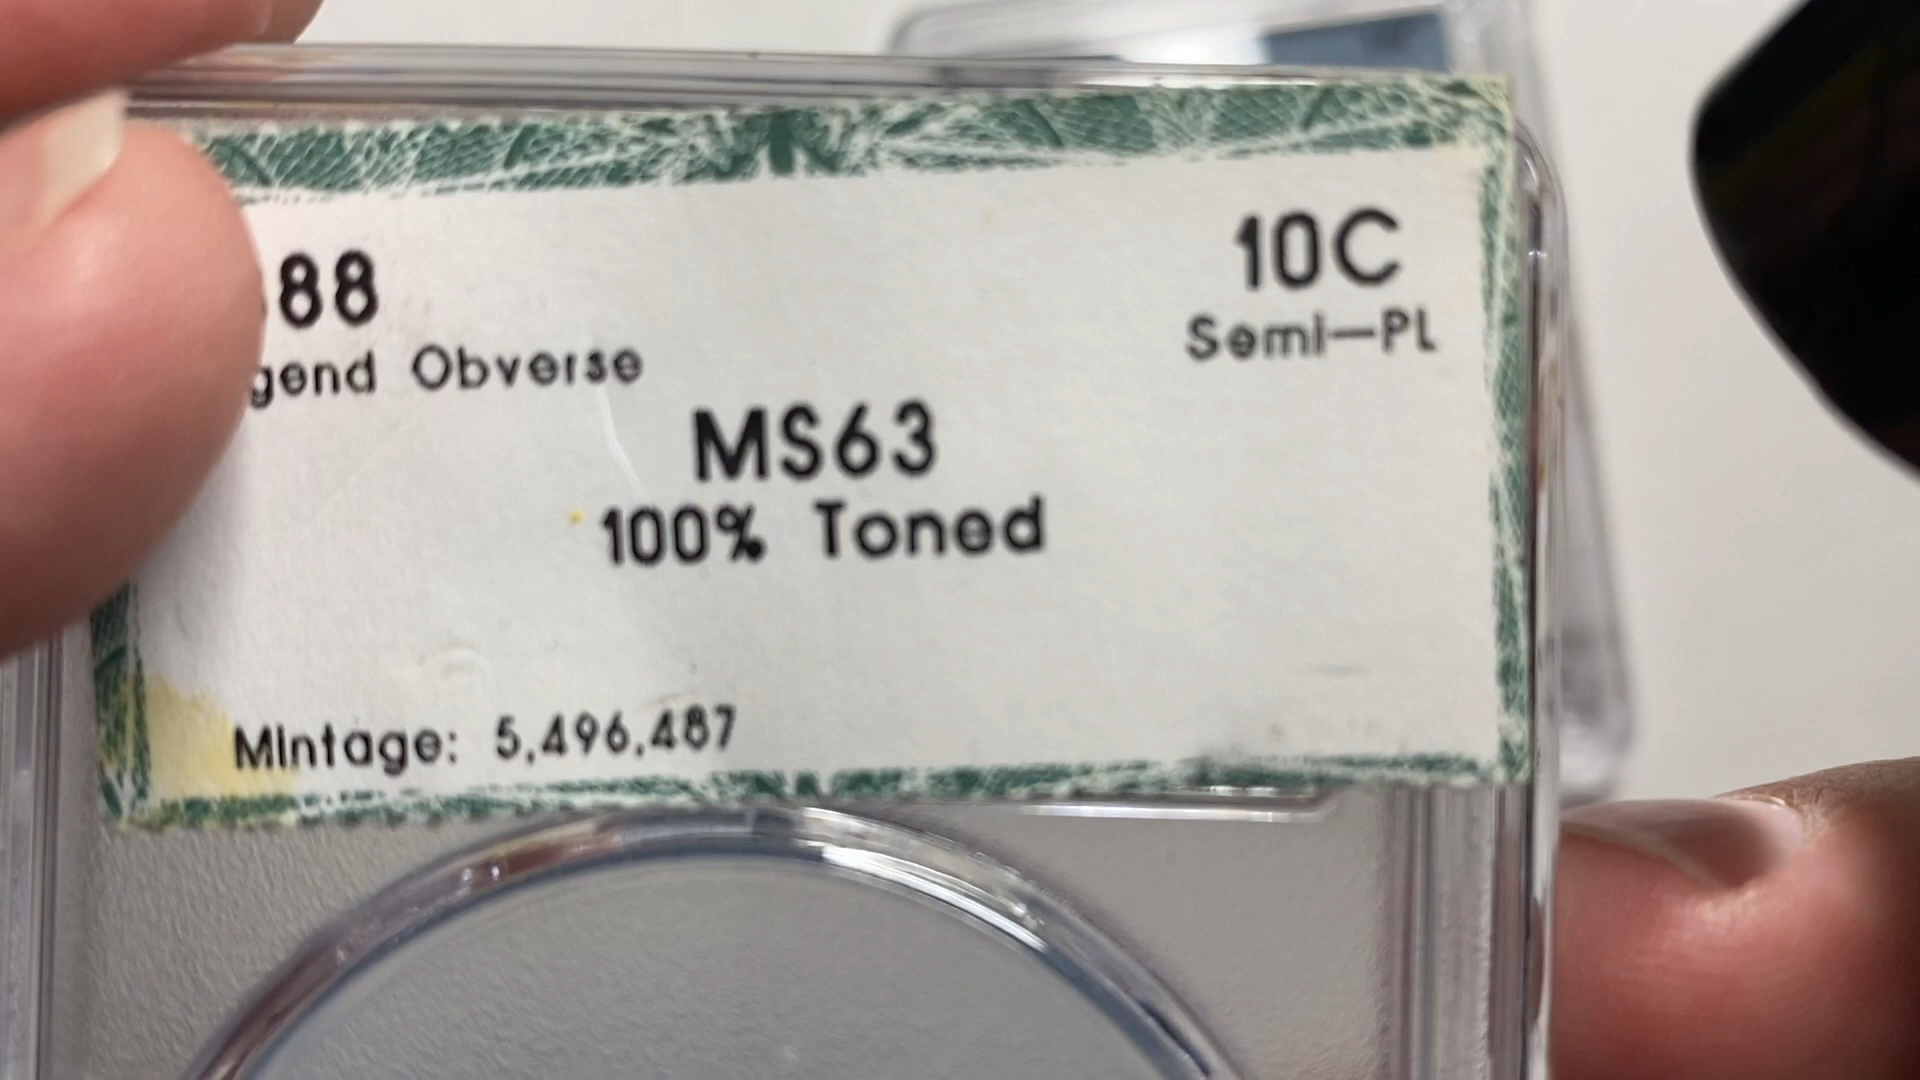 88
10C
gend Obverse
Semi-PL
MS63
100% Toned
Mintage: 5,496,487